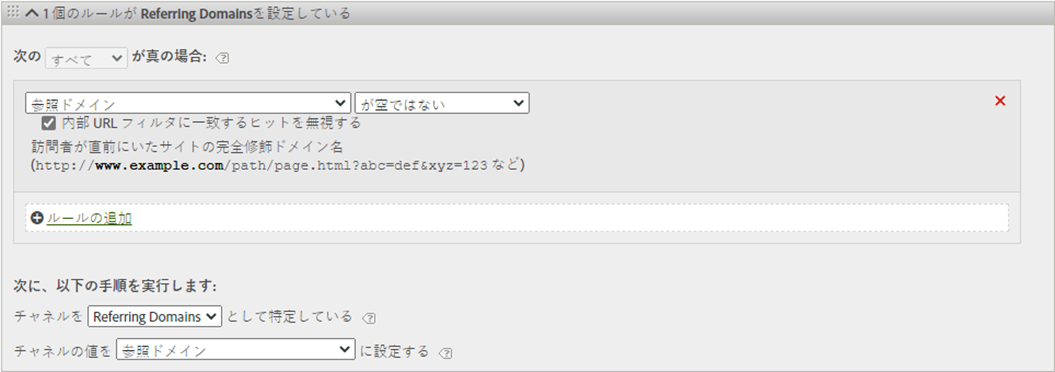 1 個のルールが Referring Domainsを設定している
次の すべて が真の場合:
参照ドメイン が空ではない
内部 URL フィルタに一致するヒットを無視する
訪問者が直前にいたサイトの完全修飾ドメイン名
(http://www.example.com/path/page.html?abc=def&xyz=123 など)
ルールの追加
次に、以下の手順を実行します:
チャネルを Referring Domains として特定している
チャネルの値を 参照ドメイン に設定する